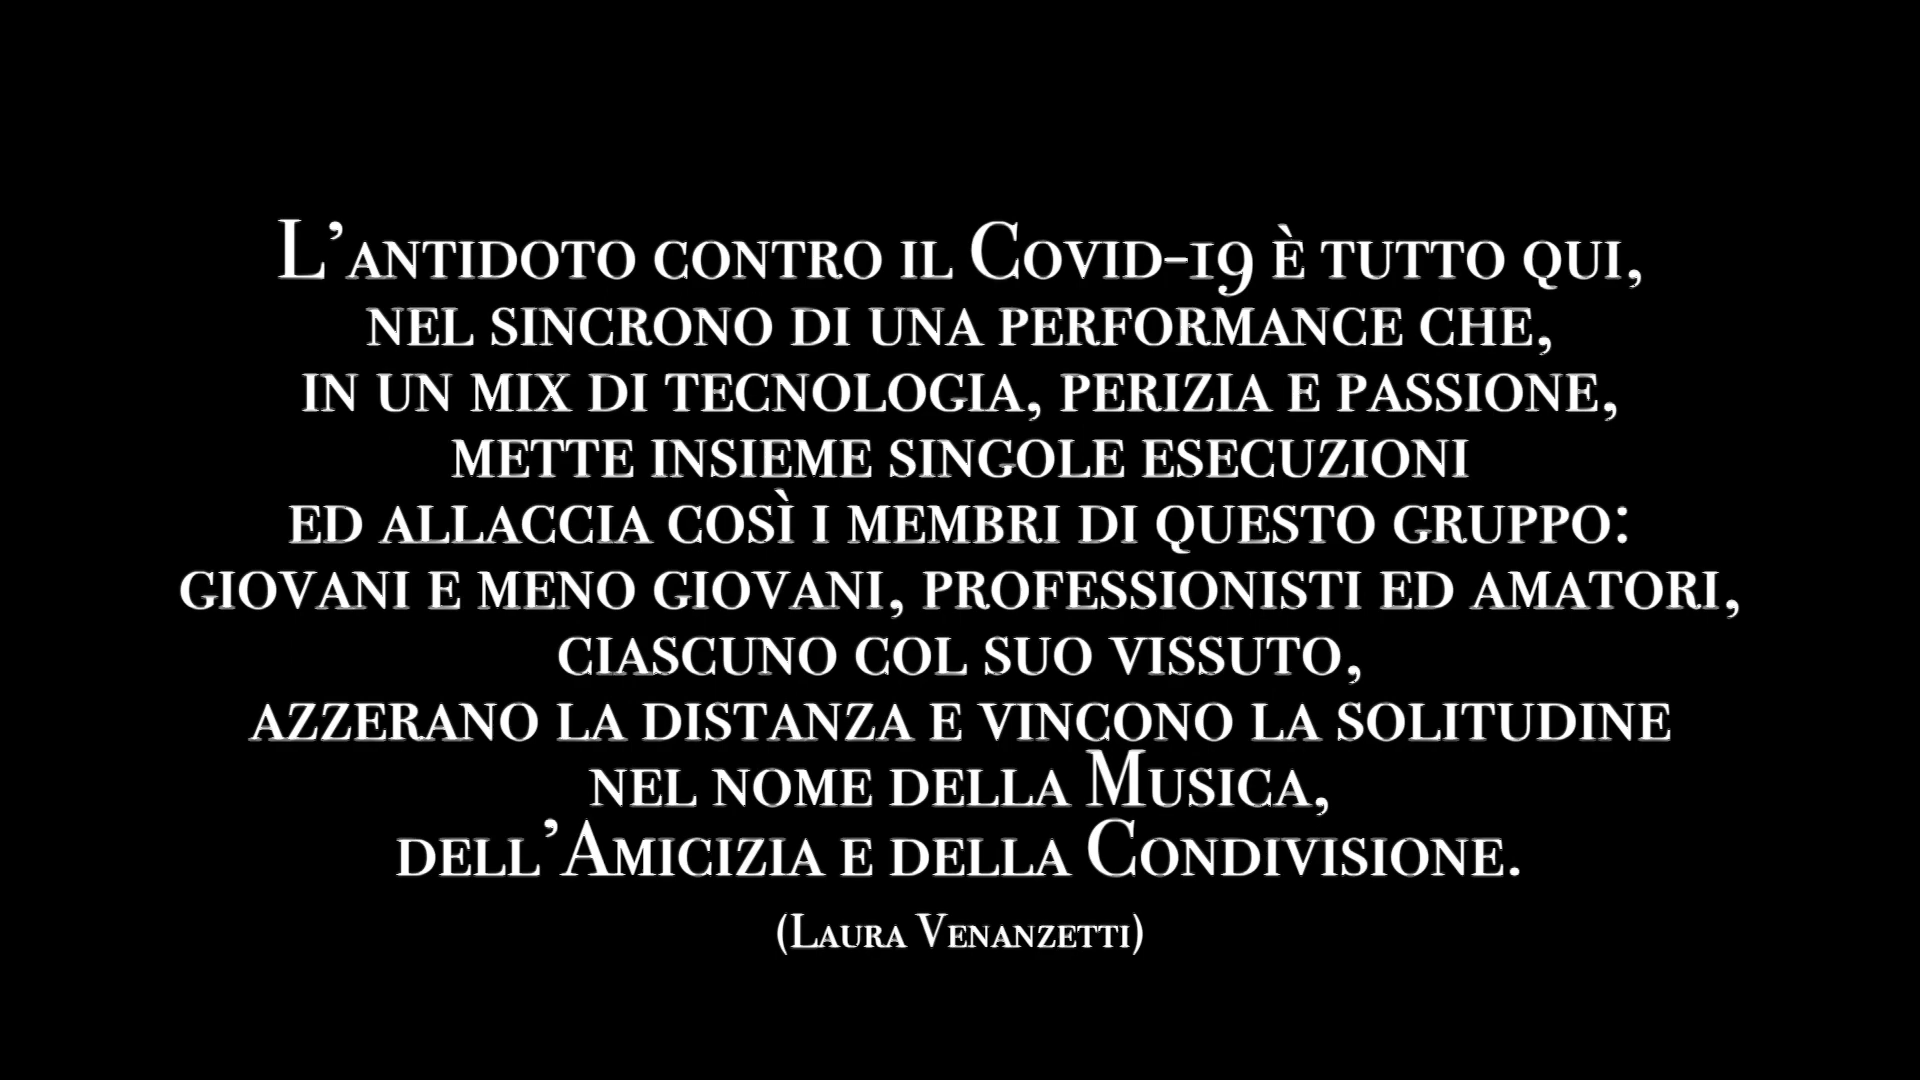 L'antidoto contro il Covid-19 è tutto qui,
nel sincrono di una performance che,
in un mix di tecnologia, perizia e passione,
mette insieme singole esecuzioni
ed allaccia così i membri di questo gruppo:
giovani e meno giovani, professionisti ed amatori,
ciascuno col suo vissuto,
azzerano la distanza e vincono la solitudine
nel nome della Musica,
dell'Amicizia e della Condivisione.
(Laura Venanzetti)